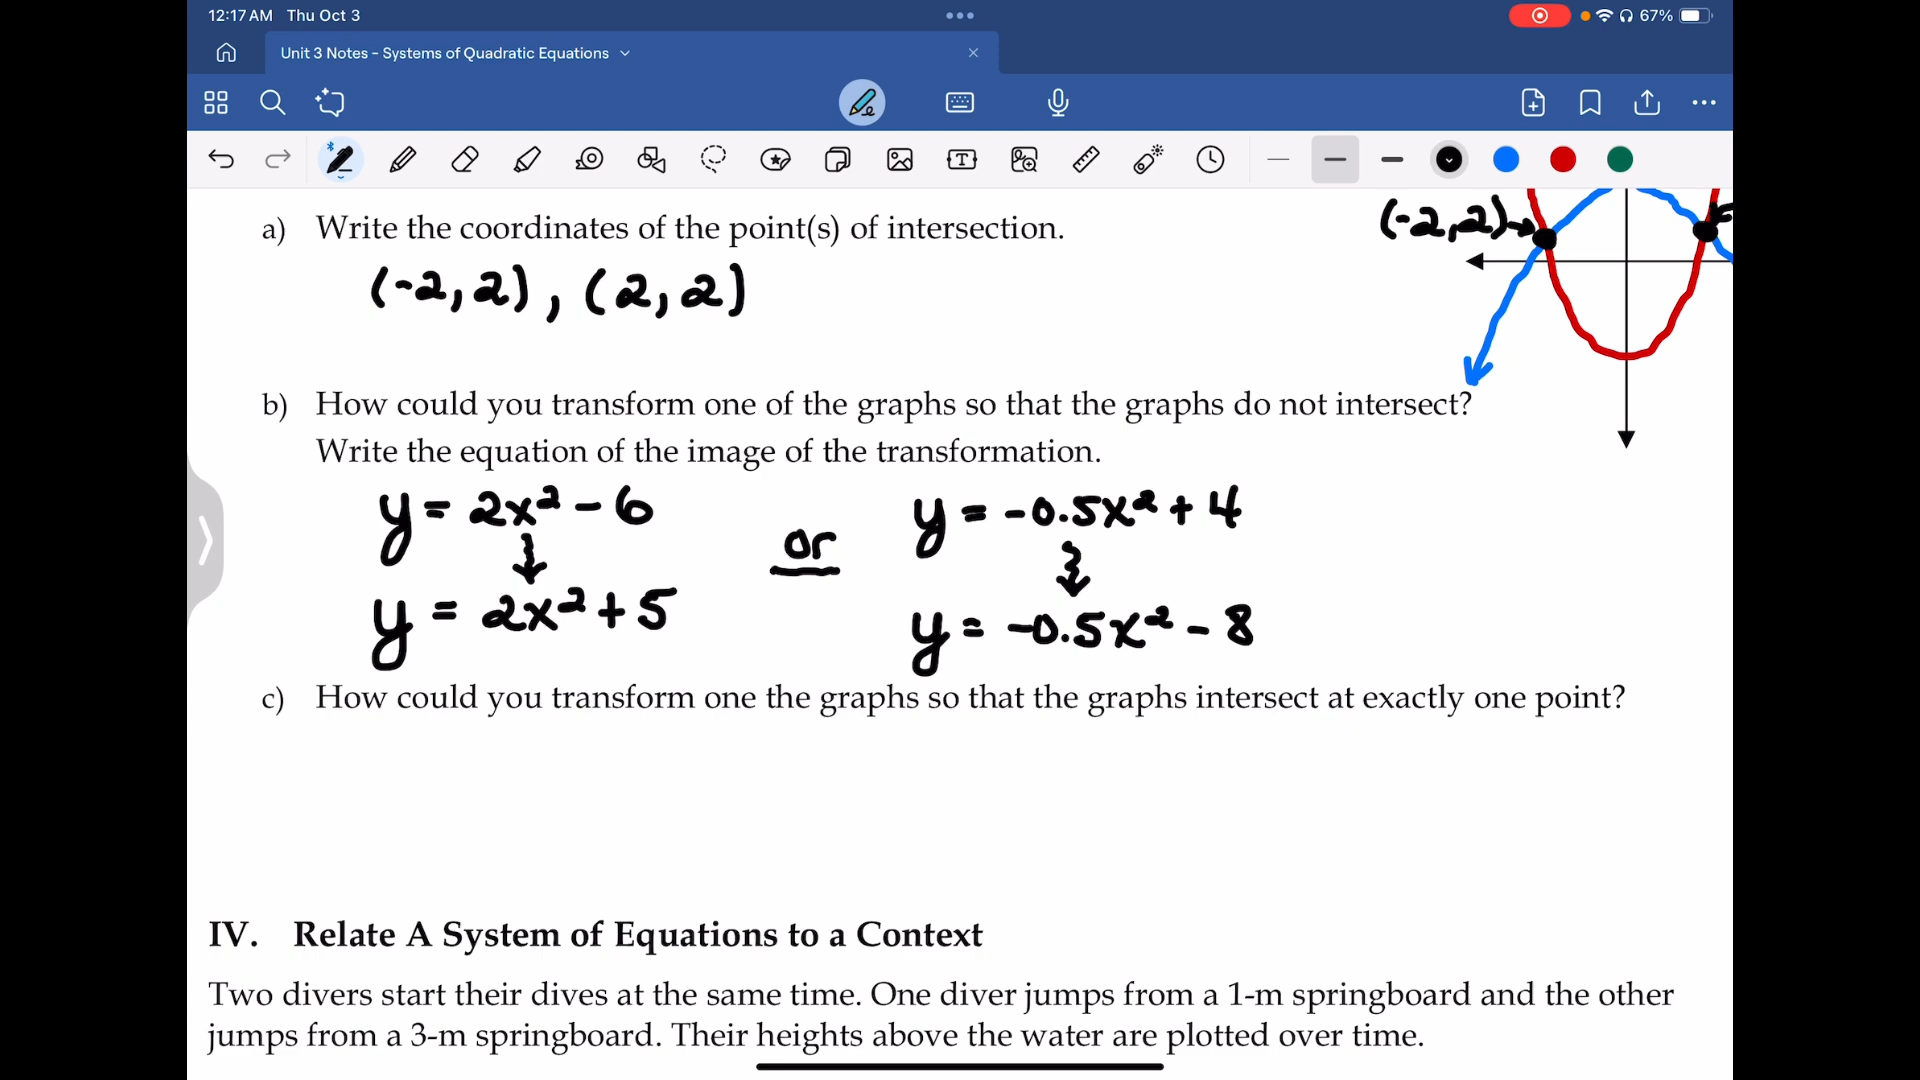 12:17 AM Thu Oct 3
67%
Unit 3 Notes - Systems of Quadratic Equations
a) Write the coordinates of the point(s) of intersection.
(-2,2)
(-2,2), (2,2)
b) How could you transform one of the graphs so that the graphs do not intersect?
Write the equation of the image of the transformation.
y = 2x² - 6 or y = -0.5x² + 4
y = 2x² + 5 y = -0.5x² - 8
c) How could you transform one the graphs so that the graphs intersect at exactly one point?
IV. Relate A System of Equations to a Context
Two divers start their dives at the same time. One diver jumps from a 1-m springboard and the other
jumps from a 3-m springboard. Their heights above the water are plotted over time.